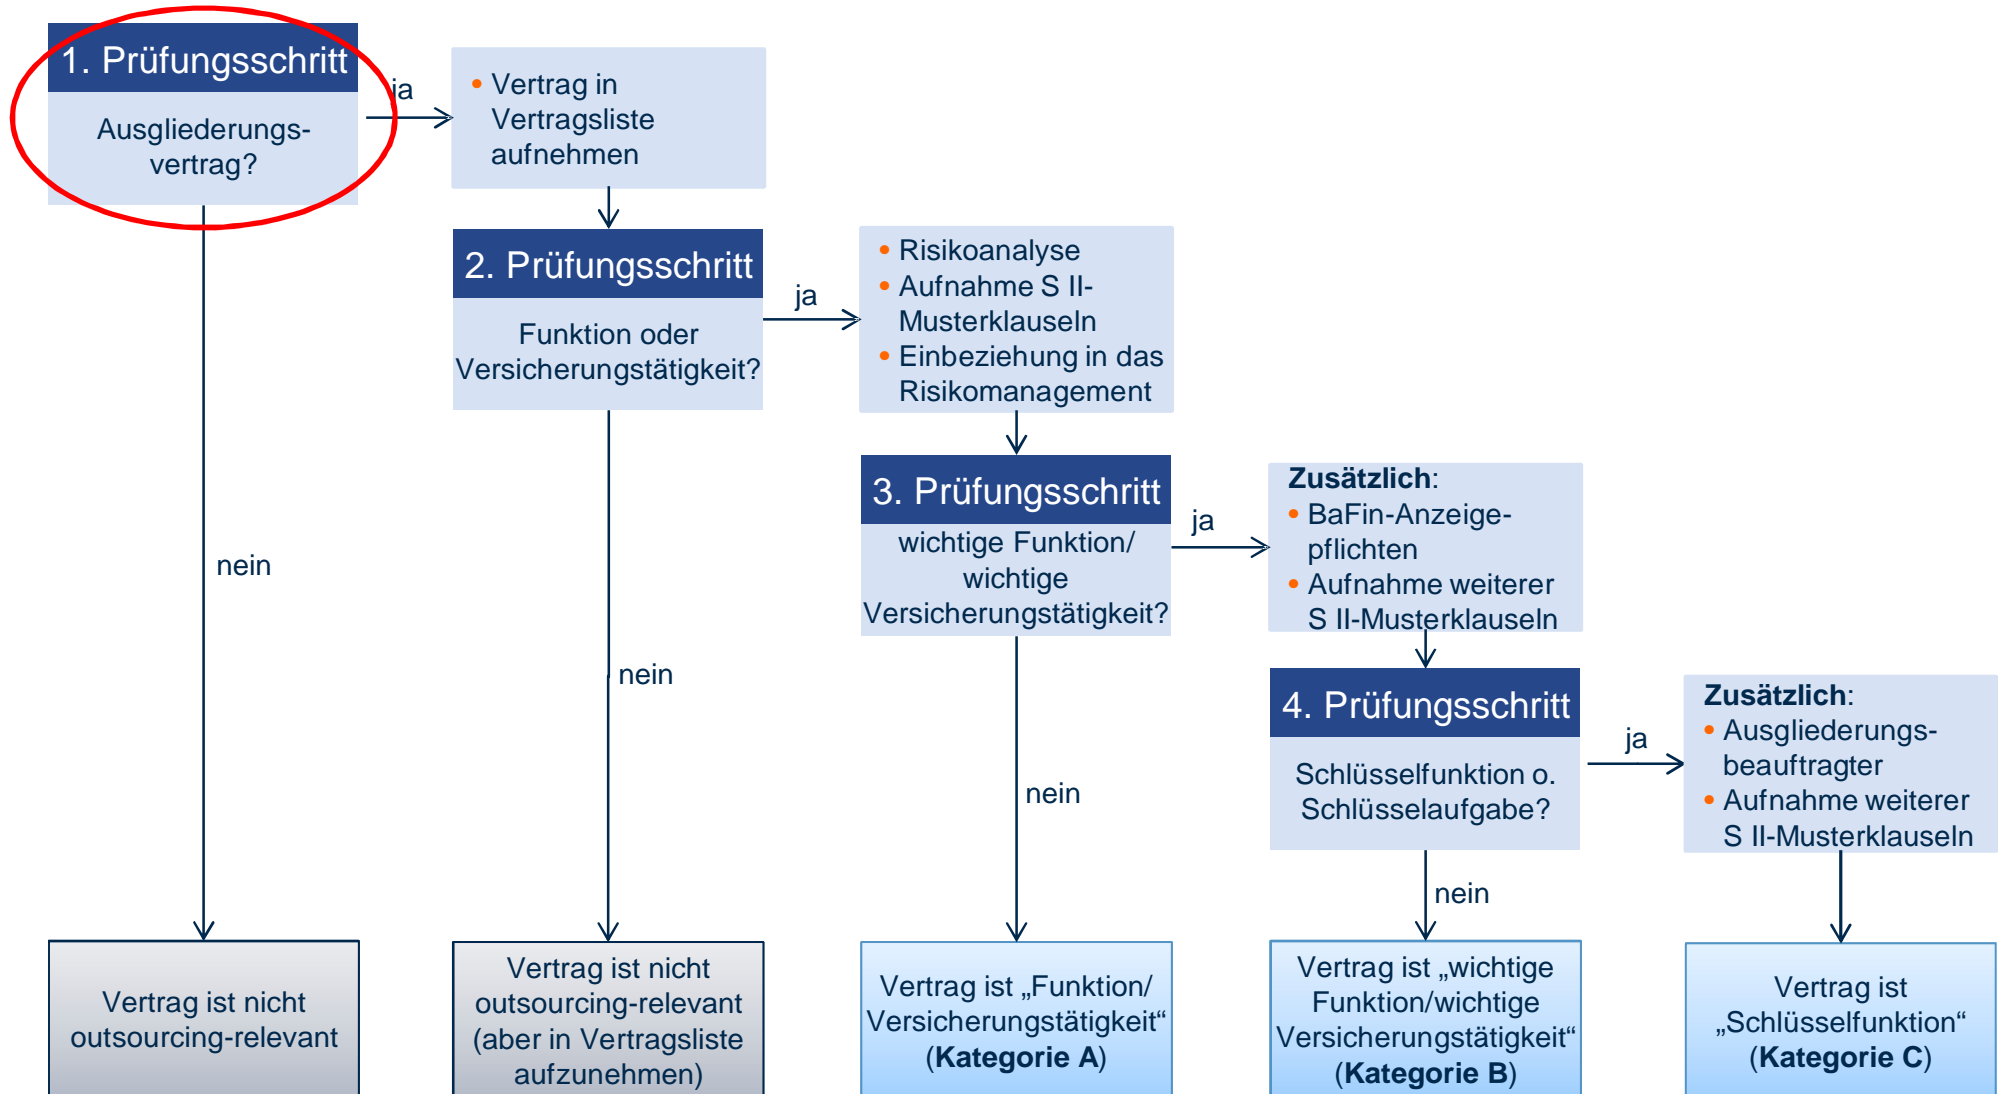 1. Prüfungsschritt
Ausgliederungs-
vertrag?
ja
• Vertrag in
Vertragsliste
aufnehmen
nein
2. Prüfungsschritt
Funktion oder
Versicherungstätigkeit?
ja
• Risikoanalyse
• Aufnahme S II-
Musterklauseln
• Einbeziehung in das
Risikomanagement
nein
3. Prüfungsschritt
wichtige Funktion/
wichtige
Versicherungstätigkeit?
ja
Zusätzlich:
• BaFin-Anzeige-
pflichten
• Aufnahme weiterer
S II-Musterklauseln
nein
4. Prüfungsschritt
Schlüsselfunktion o.
Schlüsselaufgabe?
ja
Zusätzlich:
• Ausgliederungs-
beauftragter
• Aufnahme weiterer
S II-Musterklauseln
nein
Vertrag ist nicht
outsourcing-relevant
Vertrag ist nicht
outsourcing-relevant
(aber in Vertragsliste
aufzunehmen)
Vertrag ist „Funktion/
Versicherungstätigkeit“
(Kategorie A)
Vertrag ist „wichtige
Funktion/wichtige
Versicherungstätigkeit“
(Kategorie B)
Vertrag ist
„Schlüsselfunktion“
(Kategorie C)